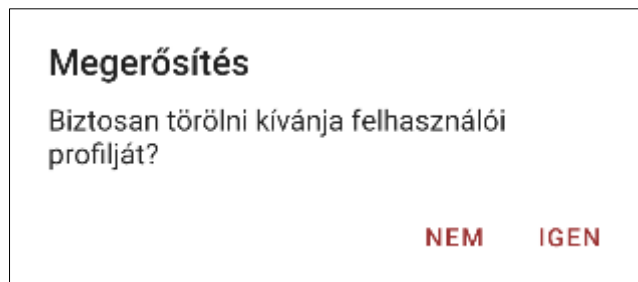 Megerősítés
Biztosan törölni kívánja felhasználói
profilját?
NEM IGEN